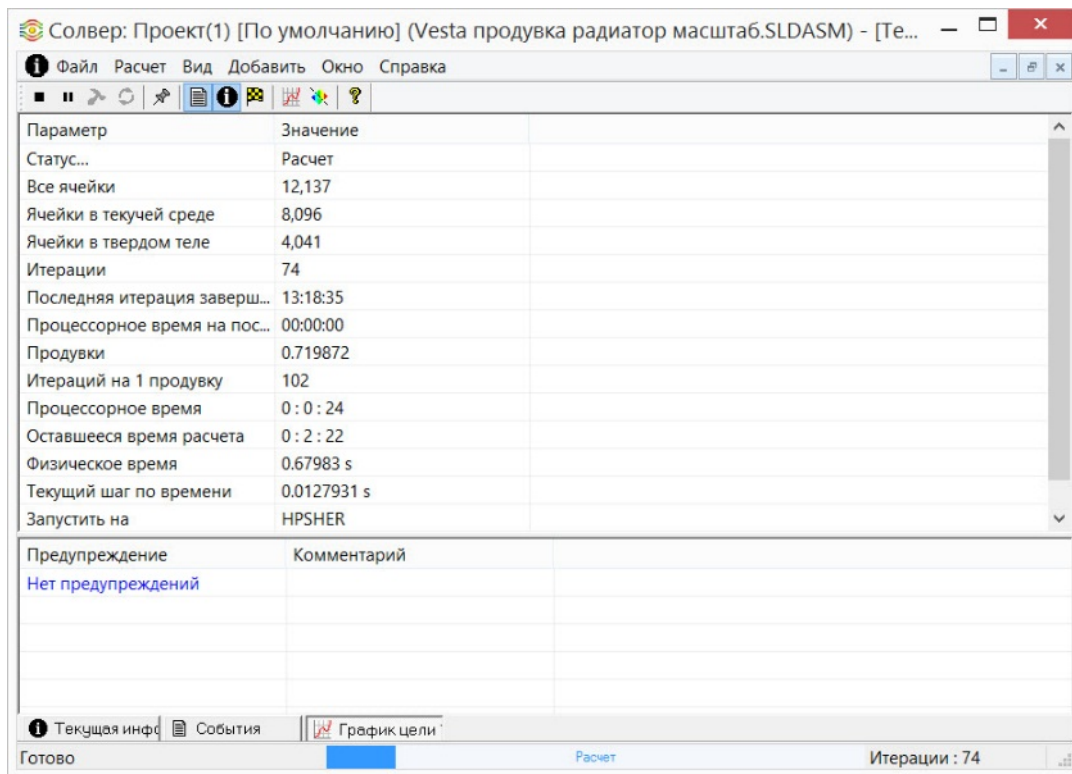 Солвер: Проект(1) [По умолчанию] (Vesta продувка радиатор масштаб.SLDASM) - [Те...
Файл Расчет Вид Добавить Окно Справка
Параметр Значение
Статус... Расчет
Все ячейки 12,137
Ячейки в текучей среде 8,096
Ячейки в твердом теле 4,041
Итерации 74
Последняя итерация заверш... 13:18:35
Процессорное время на пос... 00:00:00
Продувки 0.719872
Итераций на 1 продувку 102
Процессорное время 0 : 0 : 24
Оставшееся время расчета 0 : 2 : 22
Физическое время 0.67983 s
Текущий шаг по времени 0.0127931 s
Запустить на HPSHER
Предупреждение Комментарий
Нет предупреждений
Текущая инфо События График цели
Готово Расчет Итерации : 74